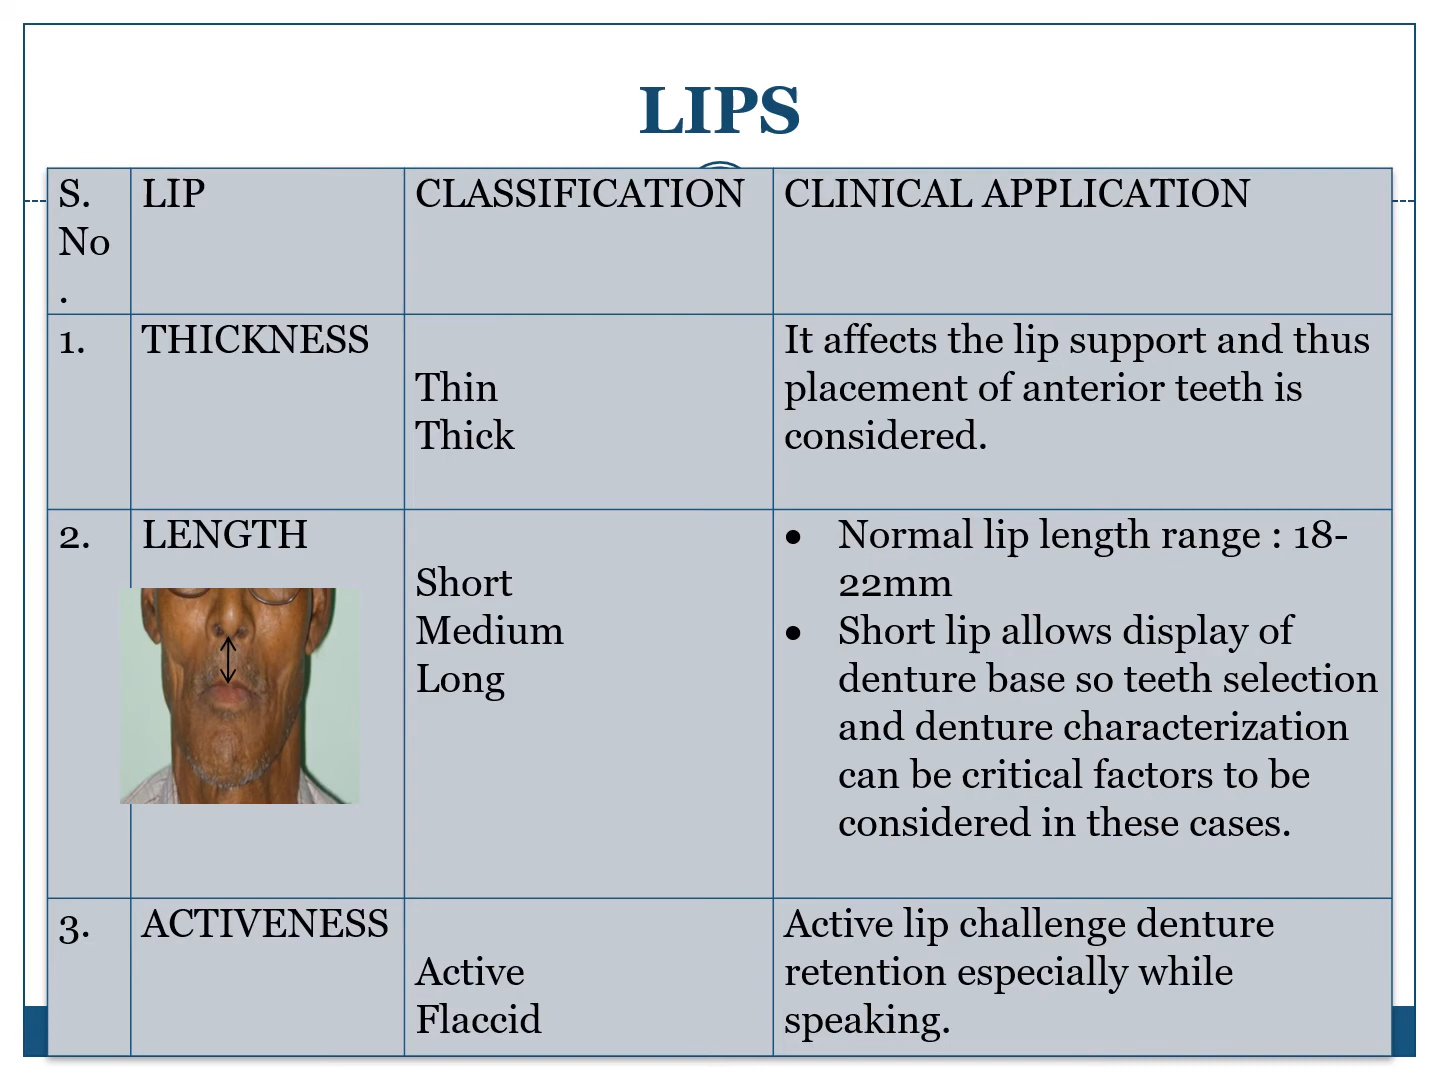 LIPS
S.
No
.
LIP
CLASSIFICATION
CLINICAL APPLICATION
1.
THICKNESS
Thin
Thick
It affects the lip support and thus
placement of anterior teeth is
considered.
2.
LENGTH
Short
Medium
Long
• Normal lip length range : 18-
22mm
• Short lip allows display of
denture base so teeth selection
and denture characterization
can be critical factors to be
considered in these cases.
3.
ACTIVENESS
Active
Flaccid
Active lip challenge denture
retention especially while
speaking.